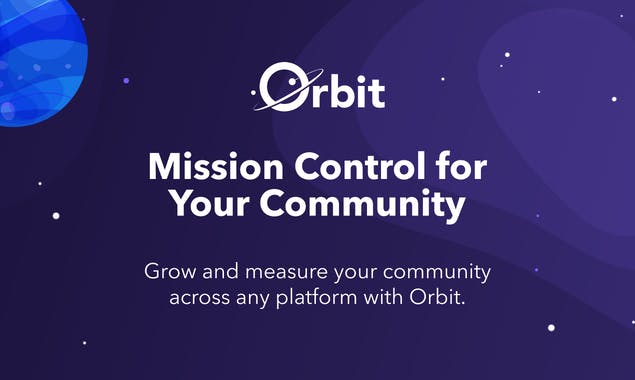 Orbit
Mission Control for
Your Community
Grow and measure your community
across any platform with Orbit.